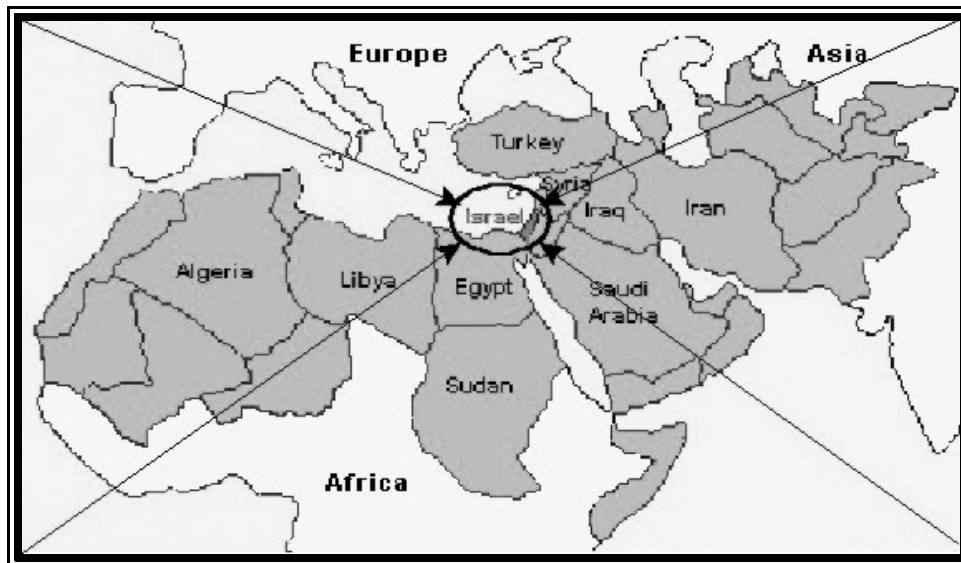 Europe
Asia
Turkey
Syria
Israel
Iraq
Iran
Algeria
Libya
Egypt
Saudi
Arabia
Sudan
Africa